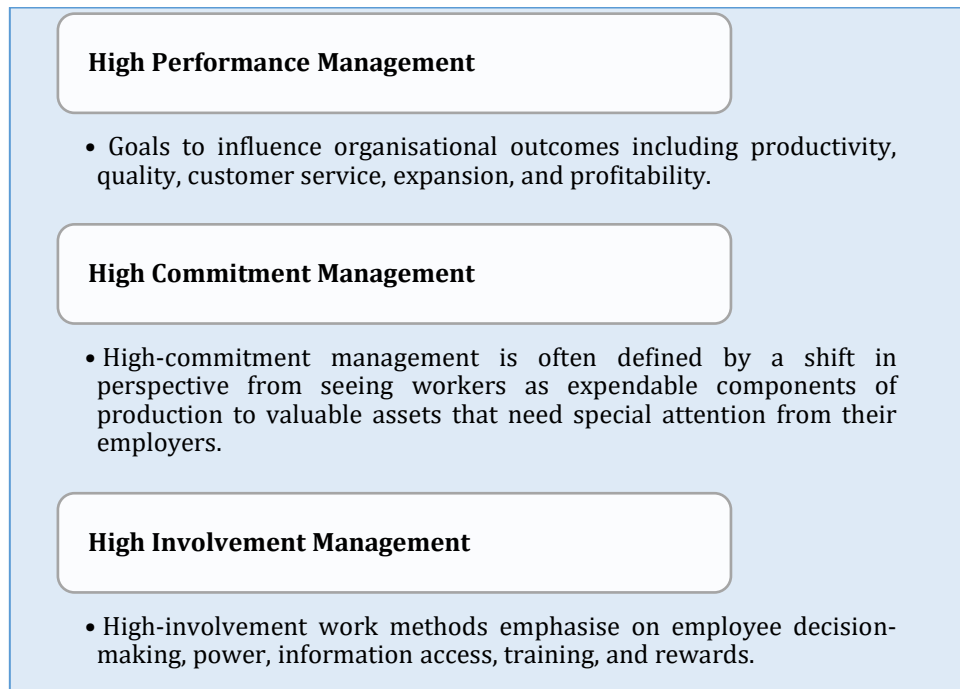 High Performance Management
• Goals to influence organisational outcomes including productivity,
quality, customer service, expansion, and profitability.
High Commitment Management
• High-commitment management is often defined by a shift in
perspective from seeing workers as expendable components of
production to valuable assets that need special attention from their
employers.
High Involvement Management
• High-involvement work methods emphasise on employee decision-
making, power, information access, training, and rewards.